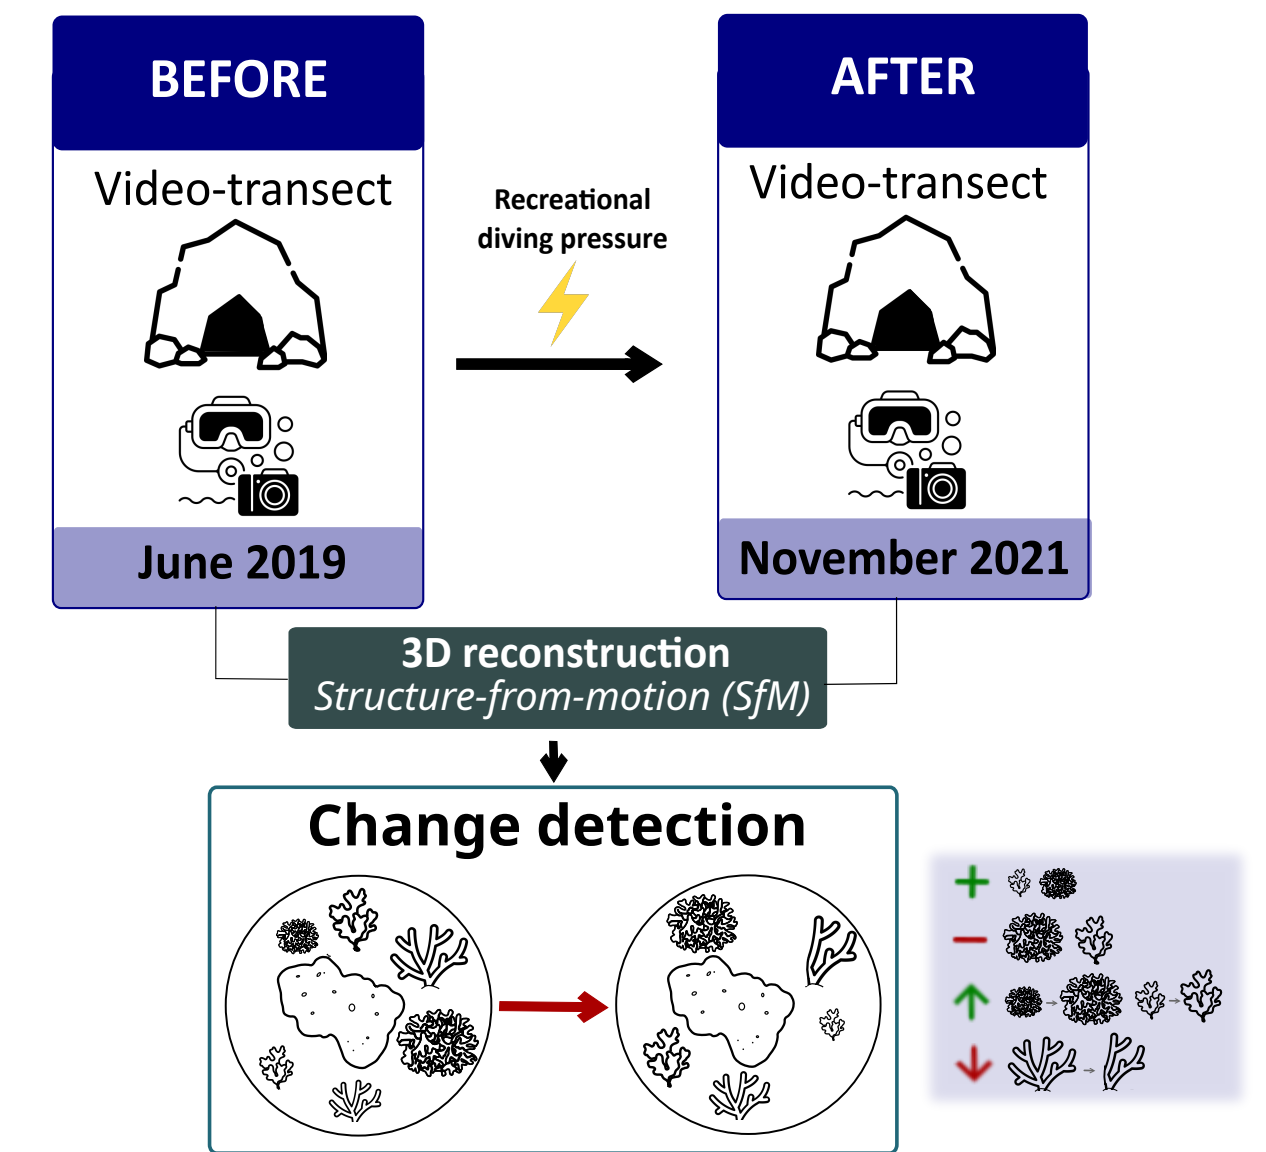 BEFORE
Video-transect
June 2019
Recreational
diving pressure
AFTER
Video-transect
November 2021
3D reconstruction
Structure-from-motion (SfM)
Change detection